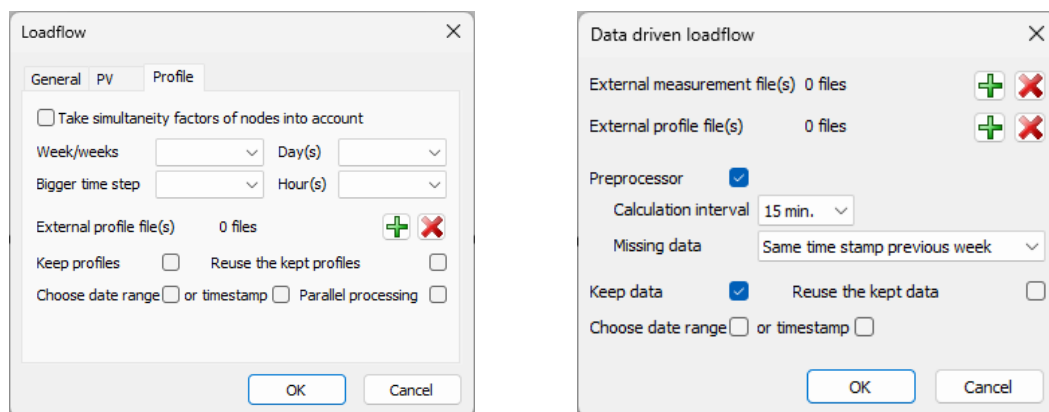 Loadflow
General PV Profile
Take simultaneity factors of nodes into account
Week/weeks Day(s)
Bigger time step Hour(s)
External profile file(s) 0 files
Keep profiles Reuse the kept profiles
Choose date range or timestamp Parallel processing
OK Cancel
Data driven loadflow
External measurement file(s) 0 files
External profile file(s) 0 files
Preprocessor
Calculation interval 15 min.
Missing data Same time stamp previous week
Keep data Reuse the kept data
Choose date range or timestamp
OK Cancel